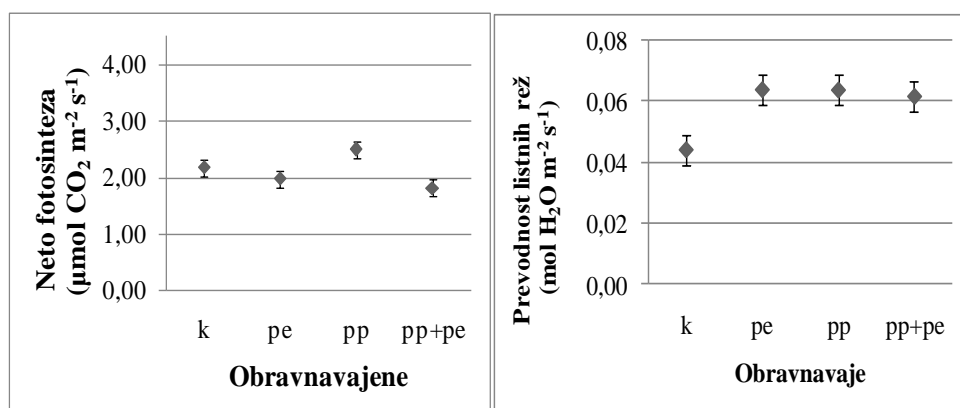 Neto fotosinteza
(µmol CO₂ m⁻² s⁻¹)
4,00
3,00
2,00
1,00
0,00
k pe pp pp+pe
Obravnavajene
Prevodnost listnih rež
(mol H₂O m⁻² s⁻¹)
0,08
0,06
0,04
0,02
0,00
k pe pp pp+pe
Obravnavaje